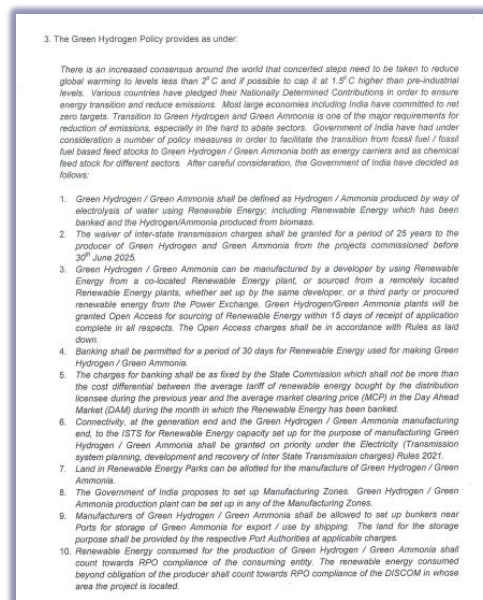 3. The Green Hydrogen Policy provides as under:
There is an increased consensus around the world that concerted steps need to be taken to reduce
global warming to levels less than 2⁰ C and if possible to cap it at 1.5⁰ C higher than pre-industrial
levels. Various countries have pledged their Nationally Determined Contributions in order to ensure
energy transition and reduce emissions. Most large economies including India have committed to net
zero targets. Transition to Green Hydrogen and Green Ammonia is one of the major requirements for
reduction of emissions, especially in the hard to abate sectors. Government of India have had under
consideration a number of policy measures in order to facilitate the transition from fossil fuel / fossil
fuel based feed stocks to Green Hydrogen / Green Ammonia both as energy carriers and as chemical
feed stock for different sectors. After careful consideration, the Government of India have decided as
follows:
1. Green Hydrogen / Green Ammonia shall be defined as Hydrogen / Ammonia produced by way of
electrolysis of water using Renewable Energy; including Renewable Energy which has been
banked and the Hydrogen/Ammonia produced from biomass.
2. The waiver of inter-state transmission charges shall be granted for a period of 25 years to the
producer of Green Hydrogen and Green Ammonia from the projects commissioned before
30th June 2025.
3. Green Hydrogen / Green Ammonia can be manufactured by a developer by using Renewable
Energy from a co-located Renewable Energy plant, or sourced from a remotely located
Renewable Energy plants, whether set up by the same developer, or a third party or procured
renewable energy from the Power Exchange. Green Hydrogen/Green Ammonia plants will be
granted Open Access for sourcing of Renewable Energy within 15 days of receipt of application
complete in all respects. The Open Access charges shall be in accordance with Rules as laid
down.
4. Banking shall be permitted for a period of 30 days for Renewable Energy used for making Green
Hydrogen / Green Ammonia.
5. The charges for banking shall be as fixed by the State Commission which shall not be more than
the cost differential between the average tariff of renewable energy bought by the distribution
licensee during the previous year and the average market clearing price (MCP) in the Day Ahead
Market (DAM) during the month in which the Renewable Energy has been banked.
6. Connectivity, at the generation end and the Green Hydrogen / Green Ammonia manufacturing
end, to the ISTS for Renewable Energy capacity set up for the purpose of manufacturing Green
Hydrogen / Green Ammonia shall be granted on priority under the Electricity (Transmission
system planning, development and recovery of Inter State Transmission charges) Rules 2021.
7. Land in Renewable Energy Parks can be allotted for the manufacture of Green Hydrogen / Green
Ammonia.
8. The Government of India proposes to set up Manufacturing Zones. Green Hydrogen / Green
Ammonia production plant can be set up in any of the Manufacturing Zones.
9. Manufacturers of Green Hydrogen / Green Ammonia shall be allowed to set up bunkers near
Ports for storage of Green Ammonia for export / use by shipping. The land for the storage
purpose shall be provided by the respective Port Authorities at applicable charges.
10. Renewable Energy consumed for the production of Green Hydrogen / Green Ammonia shall
count towards RPO compliance of the consuming entity. The renewable energy consumed
beyond obligation of the producer shall count towards RPO compliance of the DISCOM in whose
area the project is located.